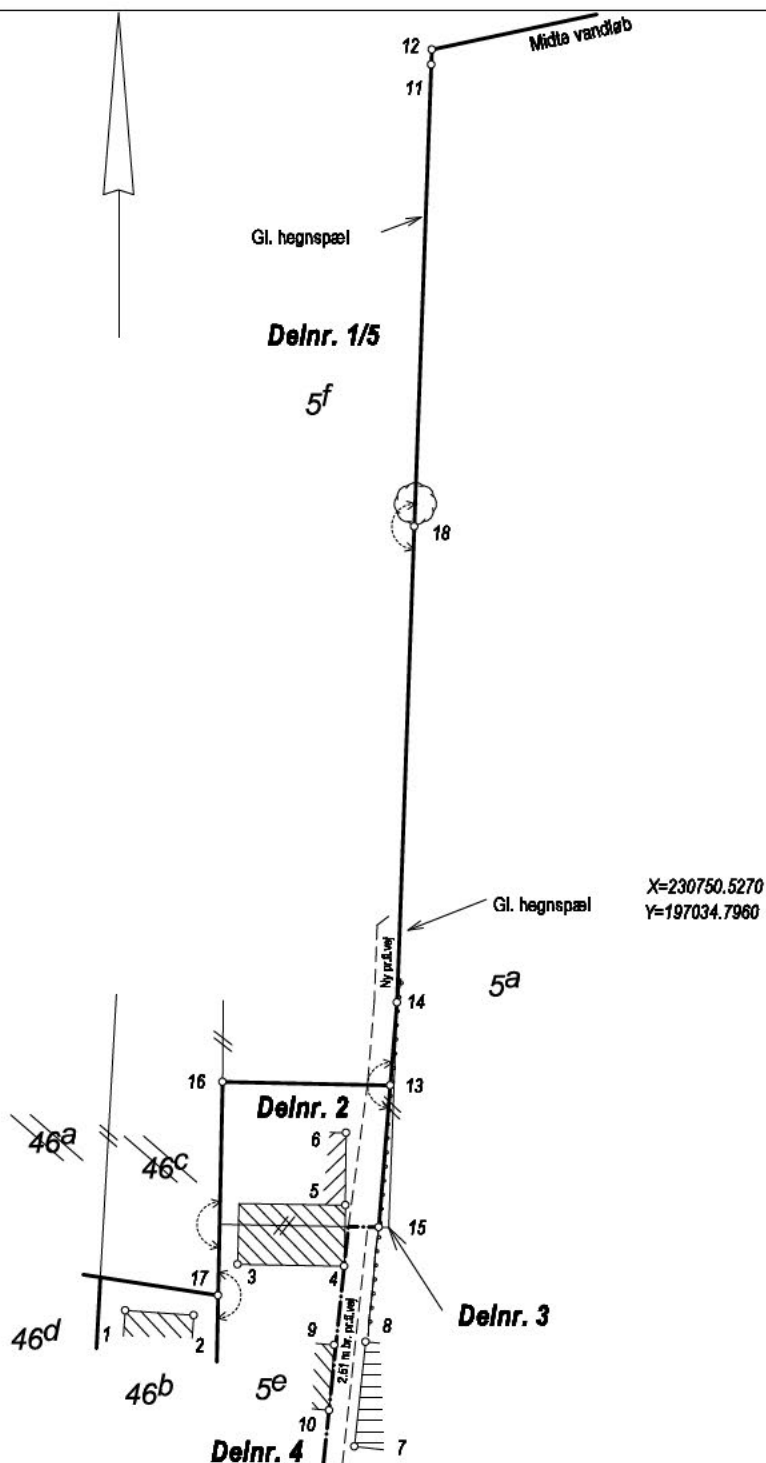 12
Midte vandløb
11
Gl. hegnspæl
Delnr. 1/5
5f
18
X=230750.5270
Y=197034.7960
Gl. hegnspæl
5a
Ny pr.fl.vej
14
16
13
Delnr. 2
6
46a
46c
5
15
17
3
4
Delnr. 3
46d
1
2
9
8
2.51 m br. pr.fl.vej
46b
5e
10
7
Delnr. 4